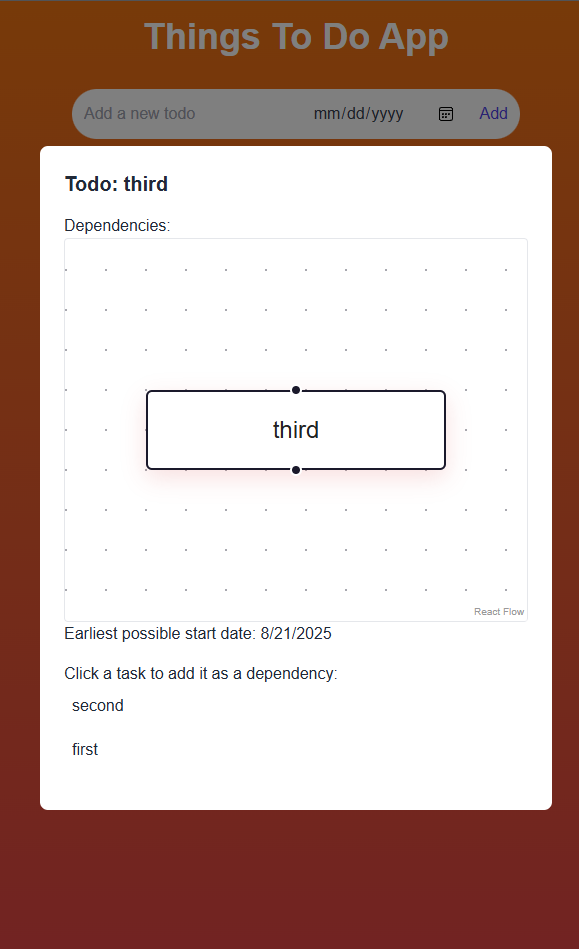 Things To Do App
Add a new todo mm/dd/yyyy Add
Todo: third
Dependencies:
third
React Flow
Earliest possible start date: 8/21/2025
Click a task to add it as a dependency:
second
first